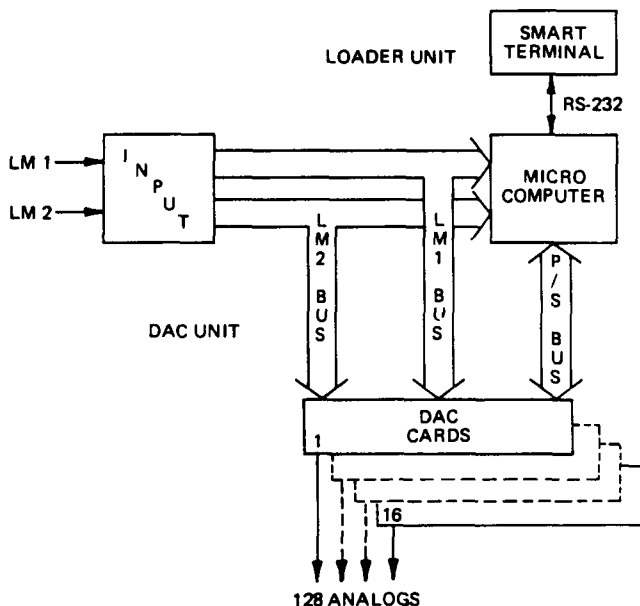 SMART
TERMINAL
LOADER UNIT
RS-232
LM 1
LM 2
INPUT
MICRO
COMPUTER
LM2 BUS
LM1 BUS
P/S BUS
DAC UNIT
DAC
CARDS
1
16
128 ANALOGS